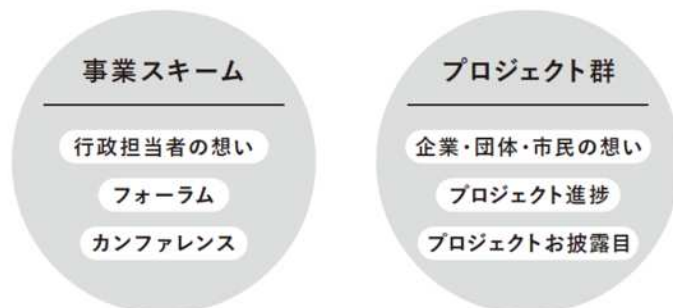 事業スキーム
行政担当者の想い
フォーラム
カンファレンス
プロジェクト群
企業・団体・市民の想い
プロジェクト進捗
プロジェクトお披露目